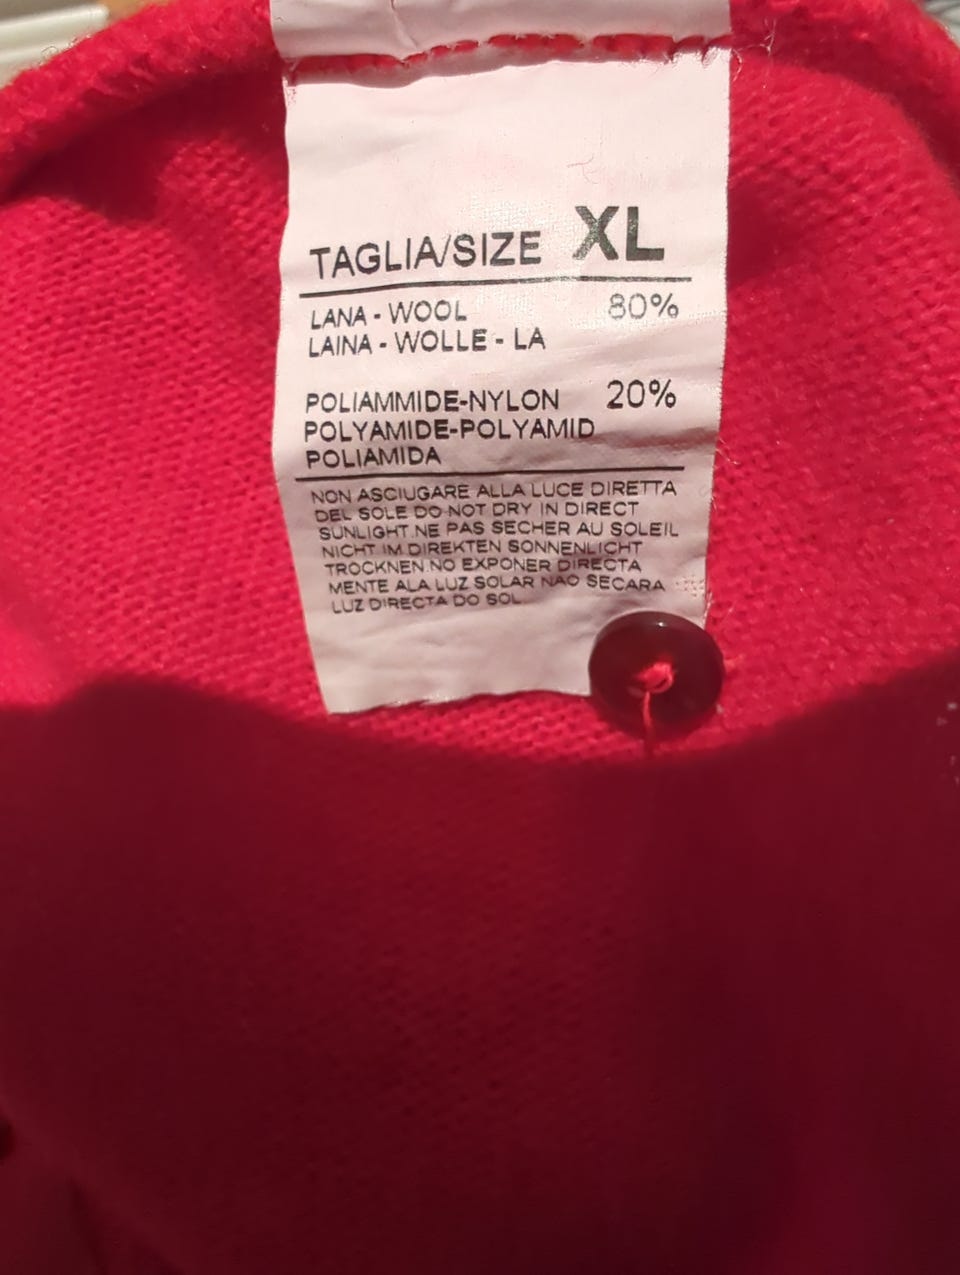 TAGLIA/SIZE XL
LANA - WOOL 80%
LAINA - WOLLE - LA
POLIAMMIDE-NYLON 20%
POLYAMIDE-POLYAMID
POLIAMIDA
NON ASCIUGARE ALLA LUCE DIRETTA
DEL SOLE DO NOT DRY IN DIRECT
SUNLIGHT.NE PAS SECHER AU SOLEIL
NICHT IM DIREKTEN SONNENLICHT
TROCKNEN.NO EXPONER DIRECTA
MENTE ALA LUZ SOLAR NAO SECARA
LUZ DIRECTA DO SOL